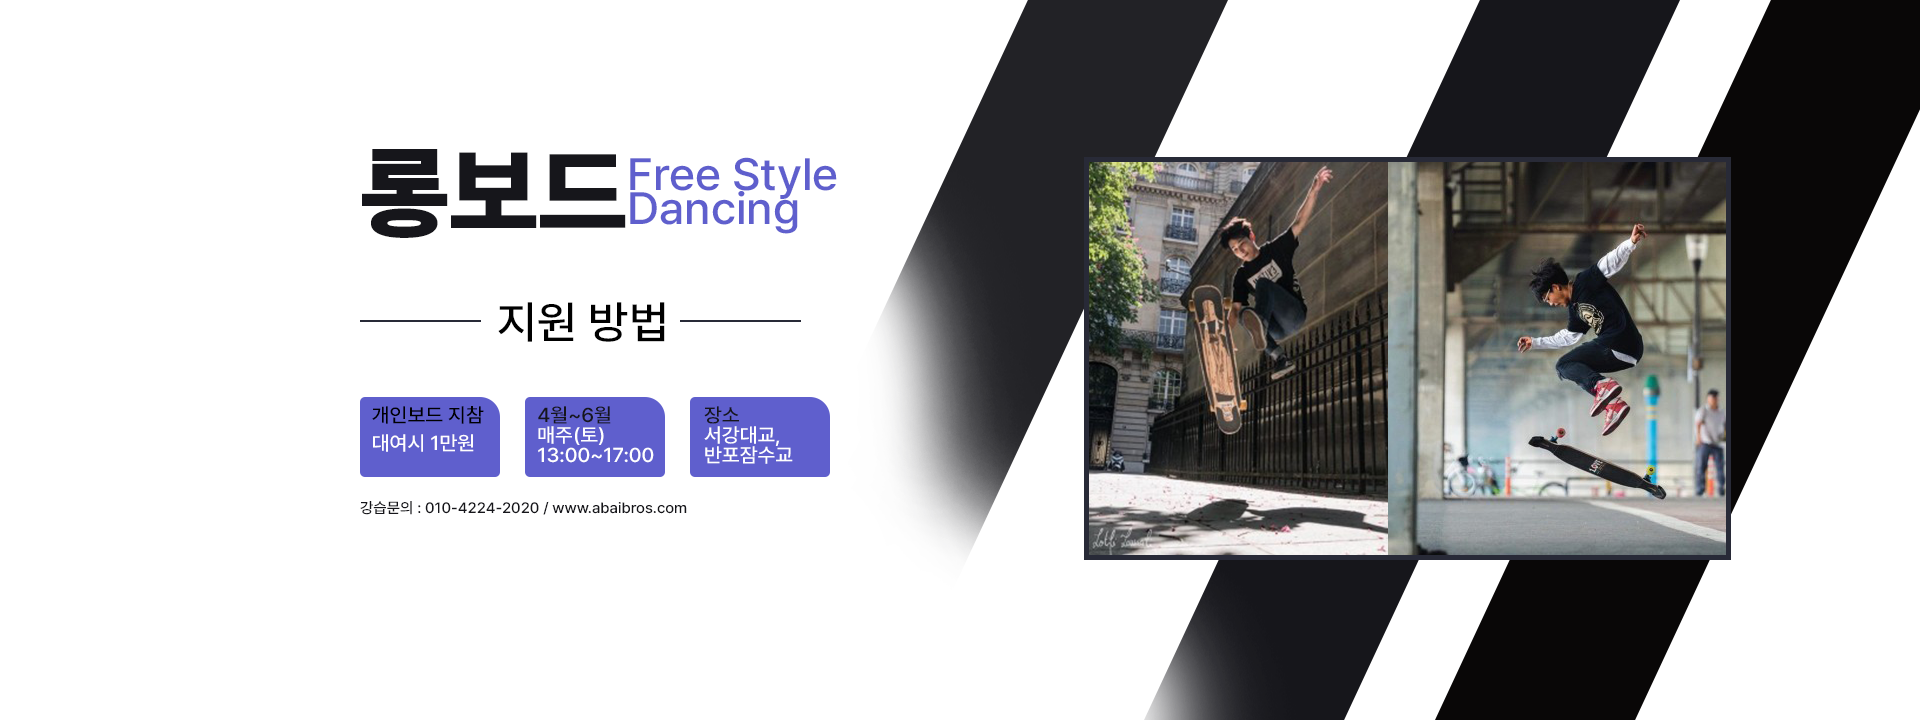 롱보드
Free Style
Dancing
지원 방법
개인보드 지참
대여시 1만원
4월~6월
매주(토)
13:00~17:00
장소
서강대교,
반포잠수교
강습문의 : 010-4224-2020 / www.abaibros.com